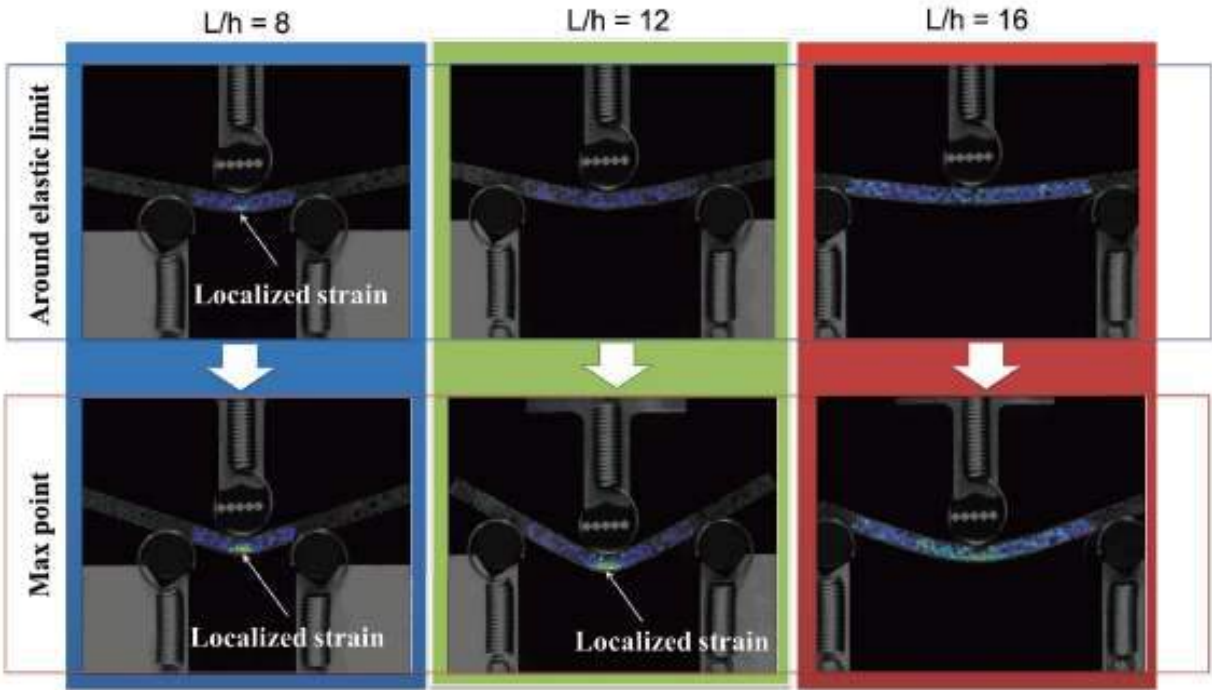 L/h = 8
L/h = 12
L/h = 16
Around elastic limit
Localized strain
Max point
Localized strain
Localized strain